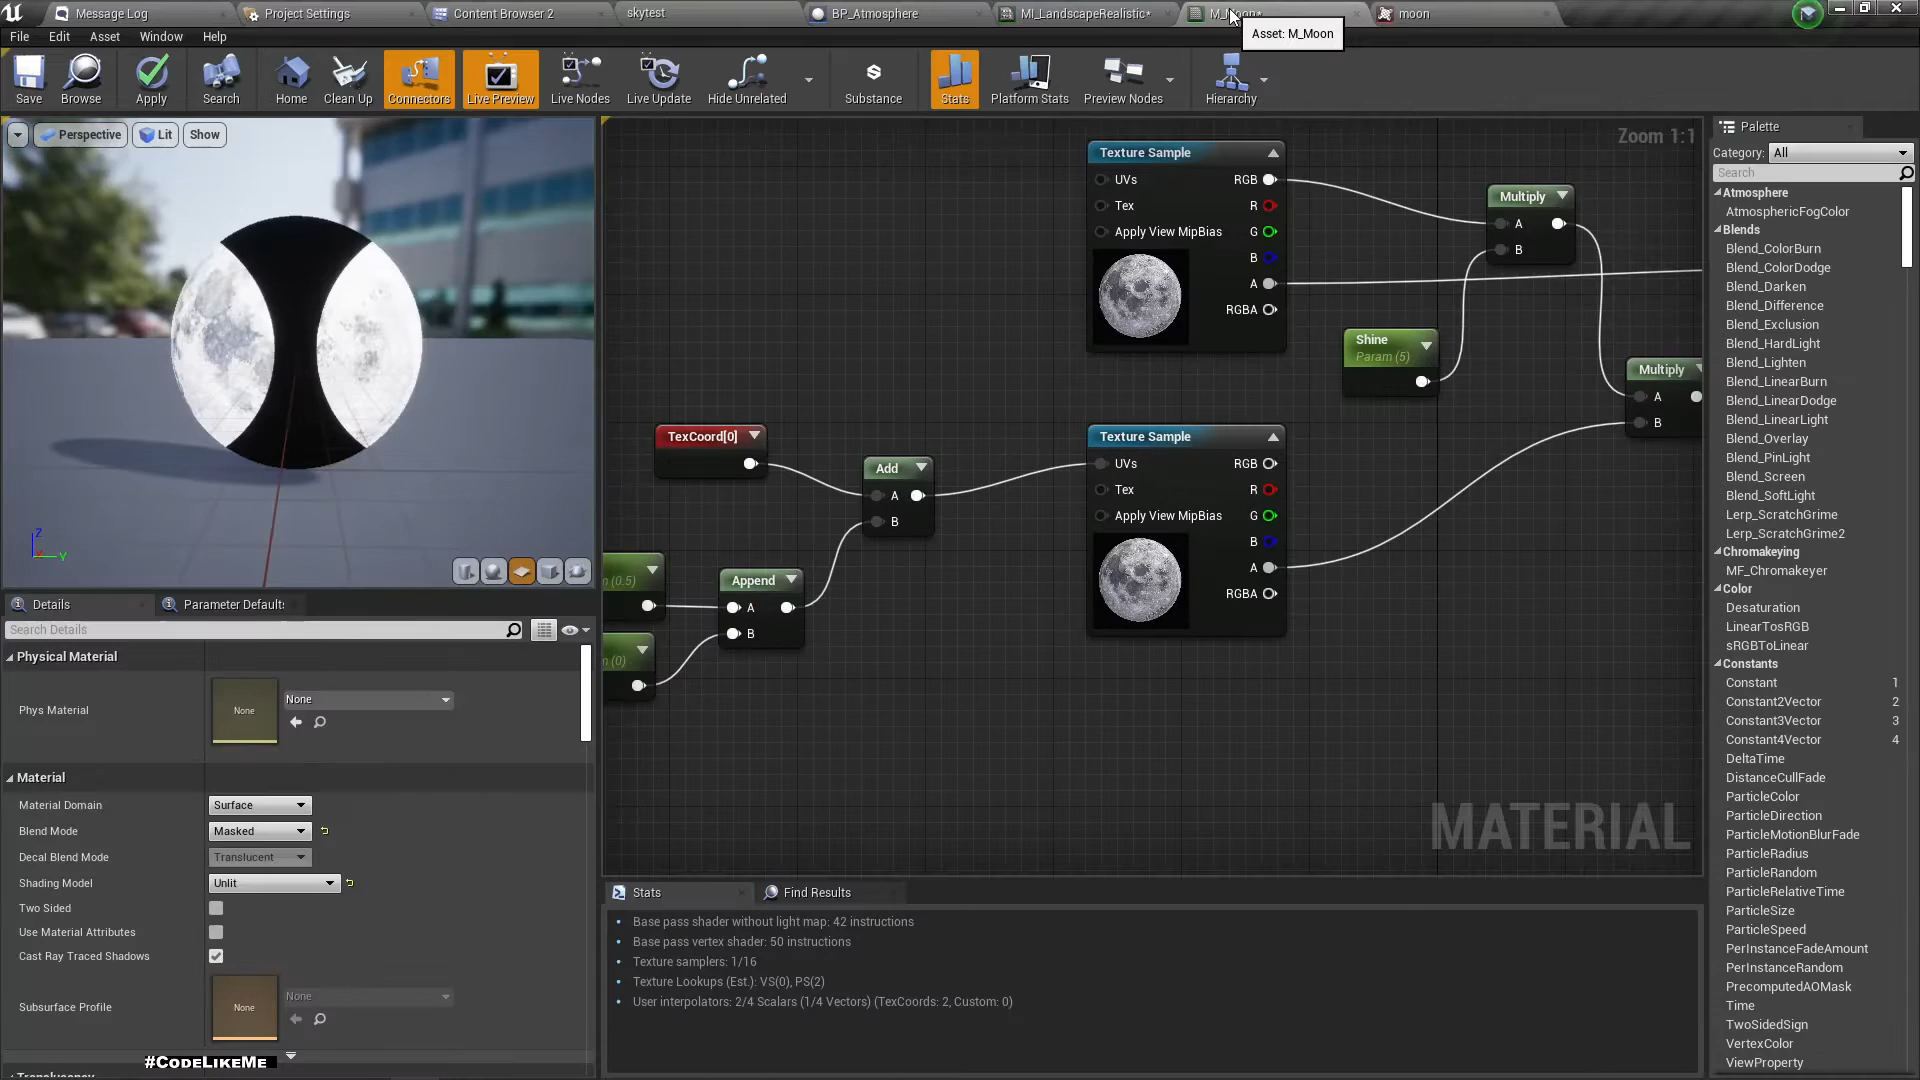 Message Log
Project Settings
Content Browser 2
skytest
BP_Atmosphere
MI_LandscapeRealistic*
M_Moon*
moon
File Edit Asset Window Help
Asset: M_Moon
Save
Browse
Apply
Search
Home
Clean Up
Connectors
Live Preview
Live Nodes
Live Update
Hide Unrelated
Substance
Stats
Platform Stats
Preview Nodes
Hierarchy
Perspective
Lit
Show
Zoom 1:1
Texture Sample
UVs RGB
Tex R
Apply View MipBias G
B
A
RGBA
Multiply
A
B
Shine
Param (5)
Multiply
A
B
TexCoord[0]
Add
A
B
Texture Sample
UVs RGB
Tex R
Apply View MipBias G
B
A
RGBA
(0.5)
Append
A
B
(0)
MATERIAL
Z
Y
Details
Parameter Defaults
Search Details
Physical Material
Phys Material
None
None
Material
Material Domain Surface
Blend Mode Masked
Decal Blend Mode Translucent
Shading Model Unlit
Two Sided
Use Material Attributes
Cast Ray Traced Shadows
Subsurface Profile
None
None
#CodeLikeMe
Translucency
Stats
Find Results
Base pass shader without light map: 42 instructions
Base pass vertex shader: 50 instructions
Texture samplers: 1/16
Texture Lookups (Est.): VS(0), PS(2)
User interpolators: 2/4 Scalars (1/4 Vectors) (TexCoords: 2, Custom: 0)
Palette
Category: All
Search
Atmosphere
AtmosphericFogColor
Blends
Blend_ColorBurn
Blend_ColorDodge
Blend_Darken
Blend_Difference
Blend_Exclusion
Blend_HardLight
Blend_Lighten
Blend_LinearBurn
Blend_LinearDodge
Blend_LinearLight
Blend_Overlay
Blend_PinLight
Blend_Screen
Blend_SoftLight
Lerp_ScratchGrime
Lerp_ScratchGrime2
Chromakeying
MF_Chromakeyer
Color
Desaturation
LinearTosRGB
sRGBToLinear
Constants
Constant 1
Constant2Vector 2
Constant3Vector 3
Constant4Vector 4
DeltaTime
DistanceCullFade
ParticleColor
ParticleDirection
ParticleMotionBlurFade
ParticleRadius
ParticleRandom
ParticleRelativeTime
ParticleSize
ParticleSpeed
PerInstanceFadeAmount
PerInstanceRandom
PrecomputedAOMask
Time
TwoSidedSign
VertexColor
ViewProperty